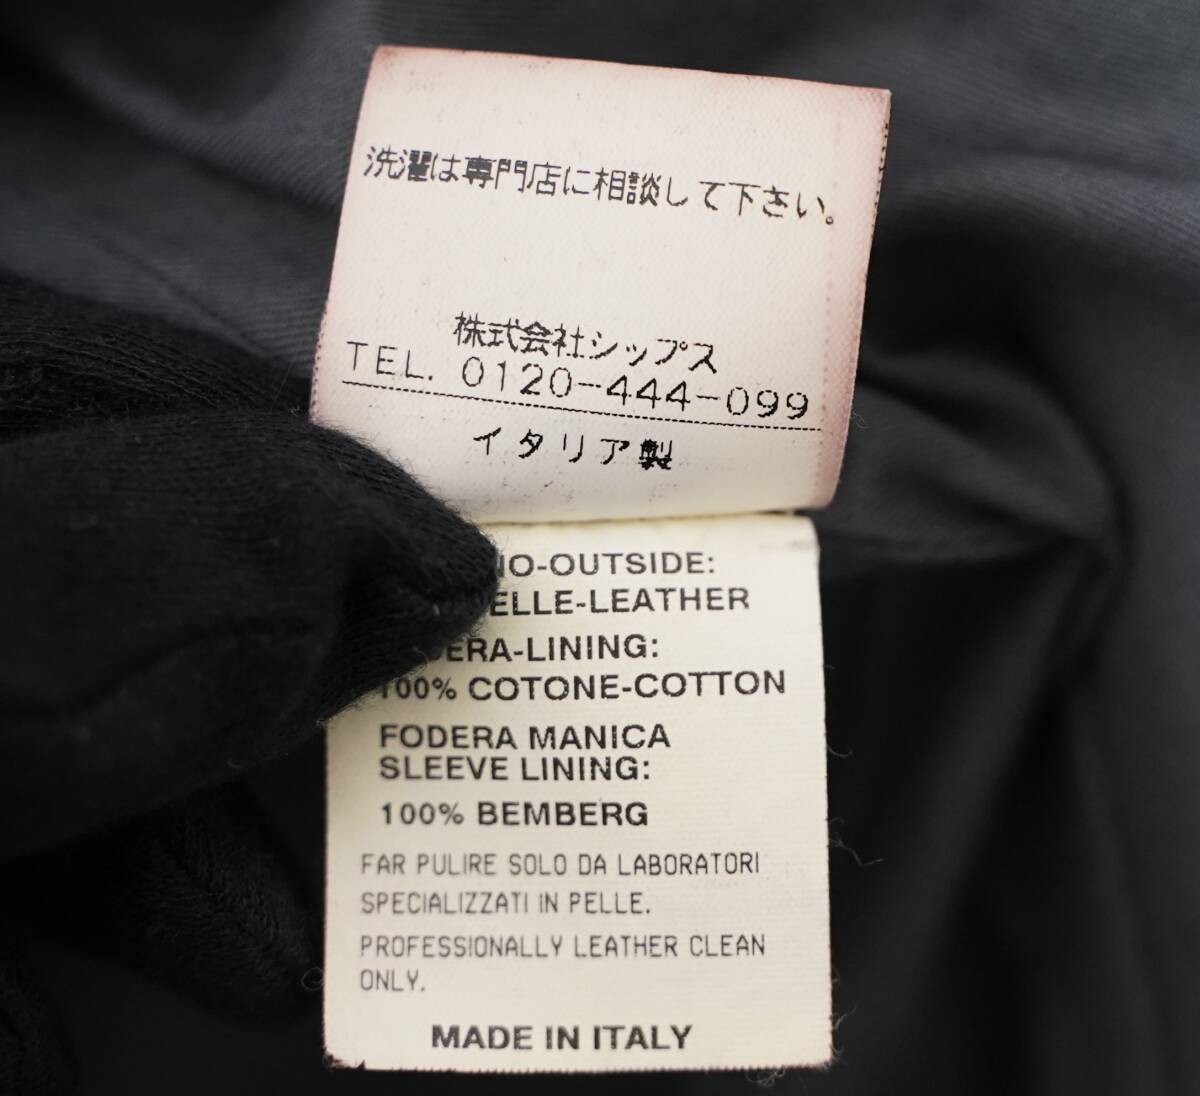 洗濯は専門店に相談して下さい。
株式会社シップス
TEL. 0120-444-099
イタリア製
NO-OUTSIDE:
ELLE-LEATHER
ERA-LINING:
100% COTONE-COTTON
FODERA MANICA
SLEEVE LINING:
100% BEMBERG
FAR PULIRE SOLO DA LABORATORI
SPECIALIZZATI IN PELLE.
PROFESSIONALLY LEATHER CLEAN
ONLY.
MADE IN ITALY